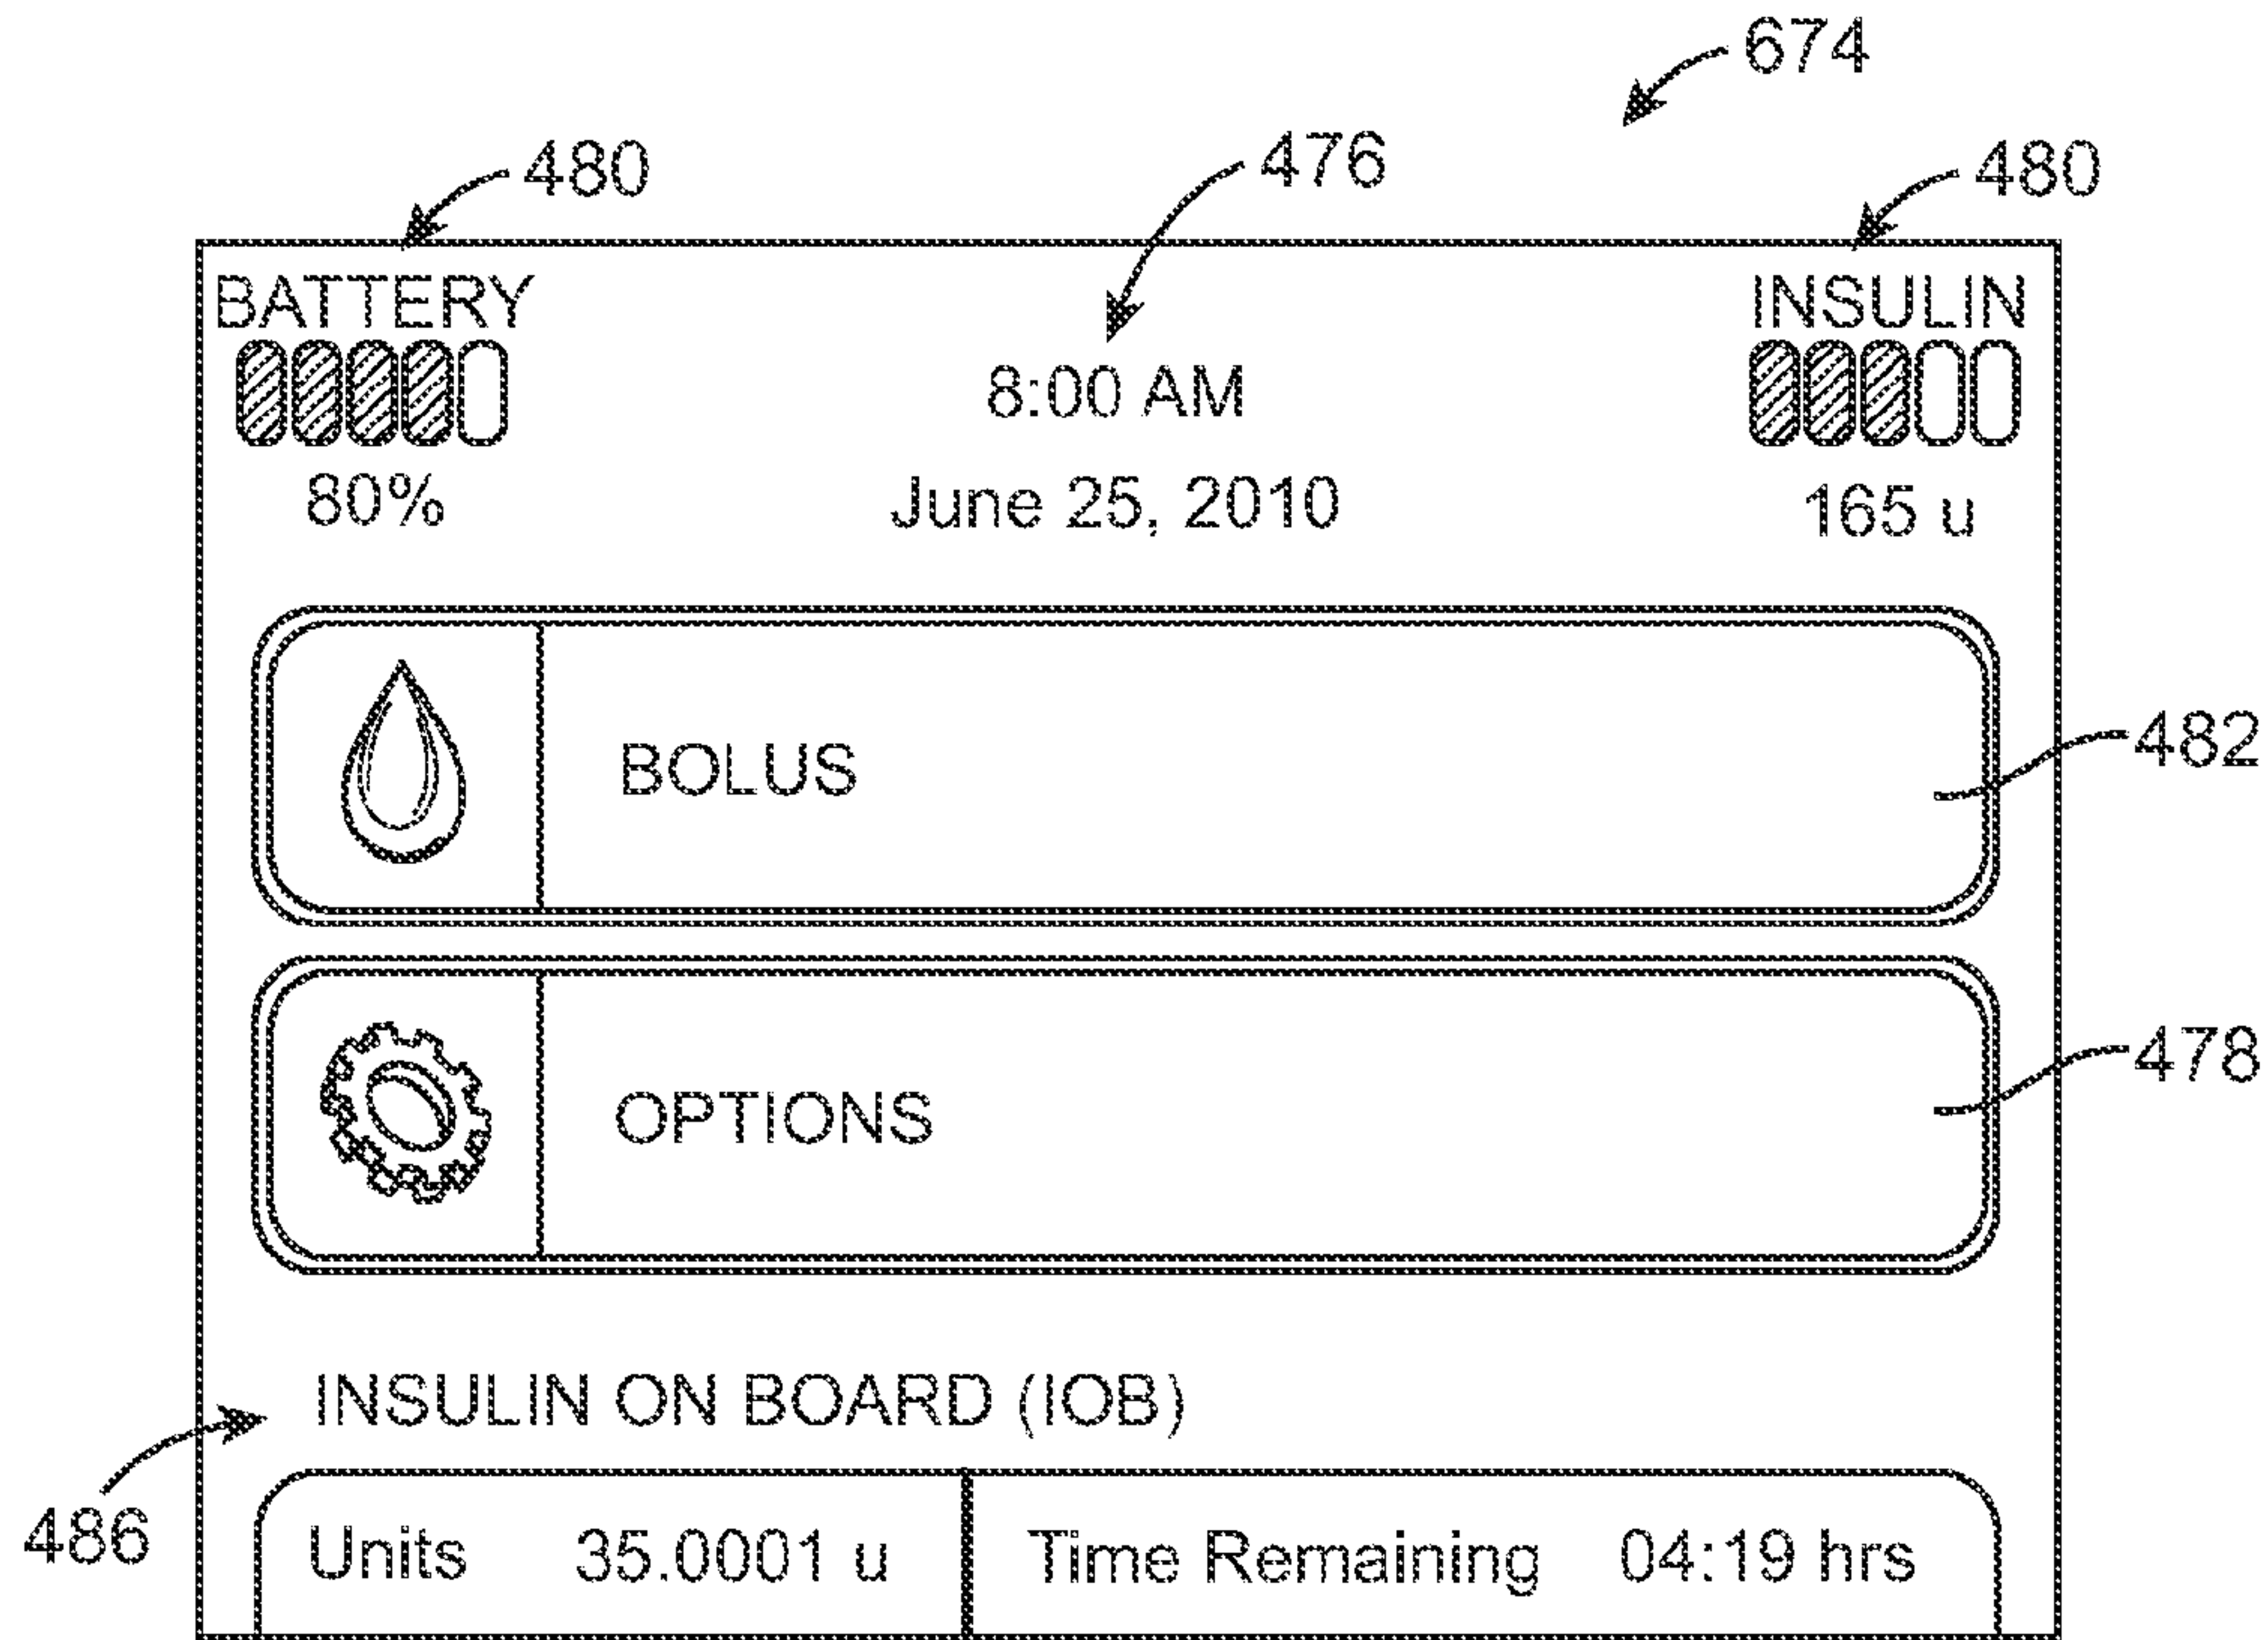 674
480
476
480
BATTERY
INSULIN
8:00 AM
80%
June 25, 2010
165 u
BOLUS
482
OPTIONS
478
INSULIN ON BOARD (IOB)
486
Units 35.0001 u Time Remaining 04:19 hrs